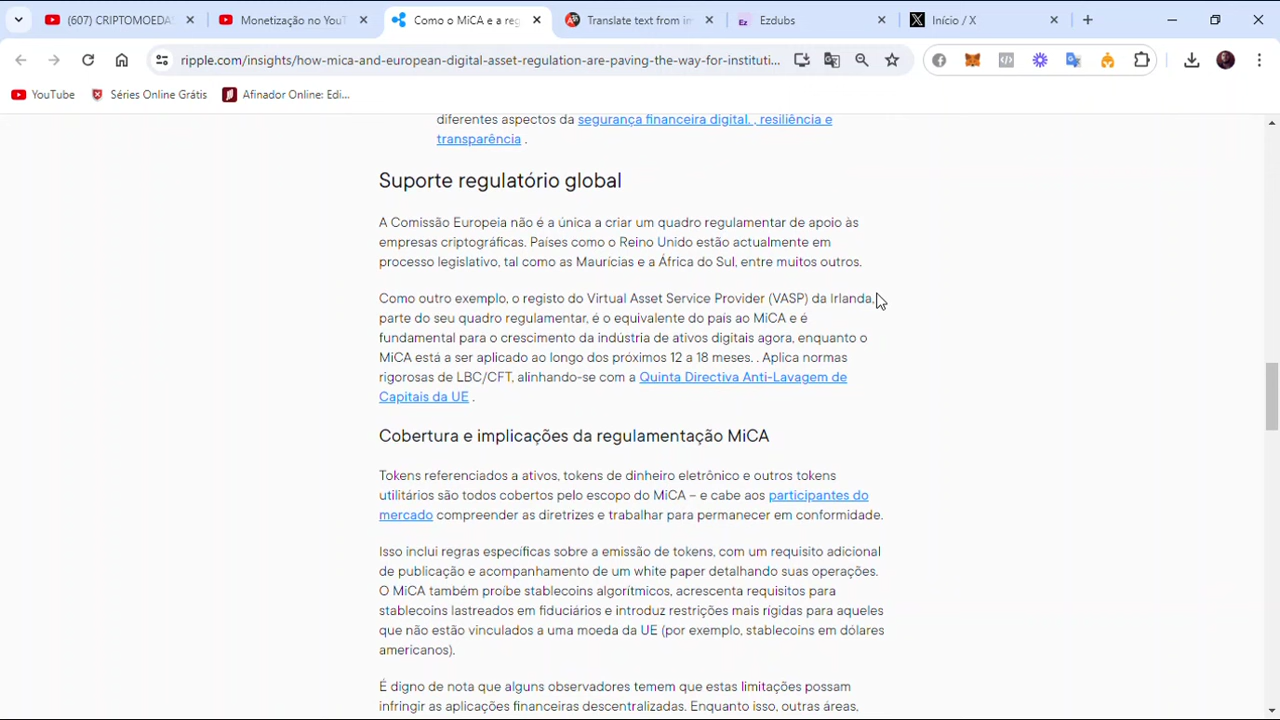 (607) CRIPTOMOEDAS
Monetização no YouT
Como o MiCA e a reg
Translate text from im
Ez
Ezdubs
Início / X
ripple.com/insights/how-mica-and-european-digital-asset-regulation-are-paving-the-way-for-instituti...
YouTube
Séries Online Grátis
Afinador Online: Edi...
diferentes aspectos da segurança financeira digital. , resiliência e
transparência .
Suporte regulatório global
A Comissão Europeia não é a única a criar um quadro regulamentar de apoio às
empresas criptográficas. Países como o Reino Unido estão actualmente em
processo legislativo, tal como as Maurícias e a África do Sul, entre muitos outros.
Como outro exemplo, o registo do Virtual Asset Service Provider (VASP) da Irlanda,
parte do seu quadro regulamentar, é o equivalente do país ao MiCA e é
fundamental para o crescimento da indústria de ativos digitais agora, enquanto o
MiCA está a ser aplicado ao longo dos próximos 12 a 18 meses. . Aplica normas
rigorosas de LBC/CFT, alinhando-se com a Quinta Directiva Anti-Lavagem de
Capitais da UE .
Cobertura e implicações da regulamentação MiCA
Tokens referenciados a ativos, tokens de dinheiro eletrônico e outros tokens
utilitários são todos cobertos pelo escopo do MiCA – e cabe aos participantes do
mercado compreender as diretrizes e trabalhar para permanecer em conformidade.
Isso inclui regras específicas sobre a emissão de tokens, com um requisito adicional
de publicação e acompanhamento de um white paper detalhando suas operações.
O MiCA também proíbe stablecoins algorítmicos, acrescenta requisitos para
stablecoins lastreados em fiduciários e introduz restrições mais rígidas para aqueles
que não estão vinculados a uma moeda da UE (por exemplo, stablecoins em dólares
americanos).
É digno de nota que alguns observadores temem que estas limitações possam
infringir as aplicações financeiras descentralizadas. Enquanto isso, outras áreas,